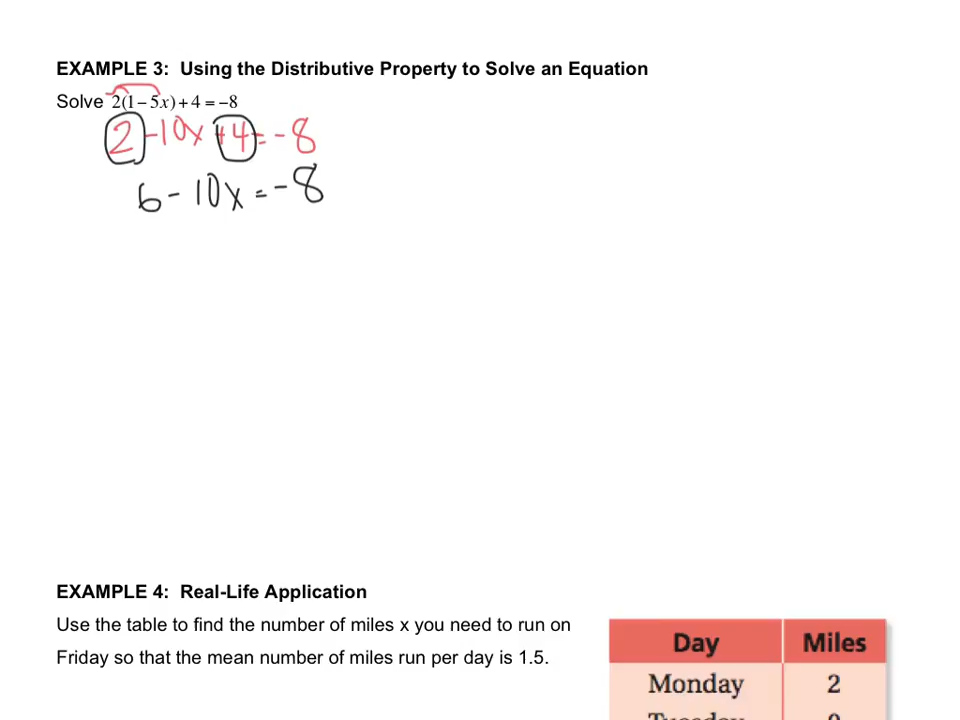 EXAMPLE 3: Using the Distributive Property to Solve an Equation
Solve 2(1 – 5x) + 4 = –8
2 - 10x + 4 = - 8
6 - 10x = - 8
EXAMPLE 4: Real-Life Application
Use the table to find the number of miles x you need to run on
Friday so that the mean number of miles run per day is 1.5.
Day Miles
Monday 2